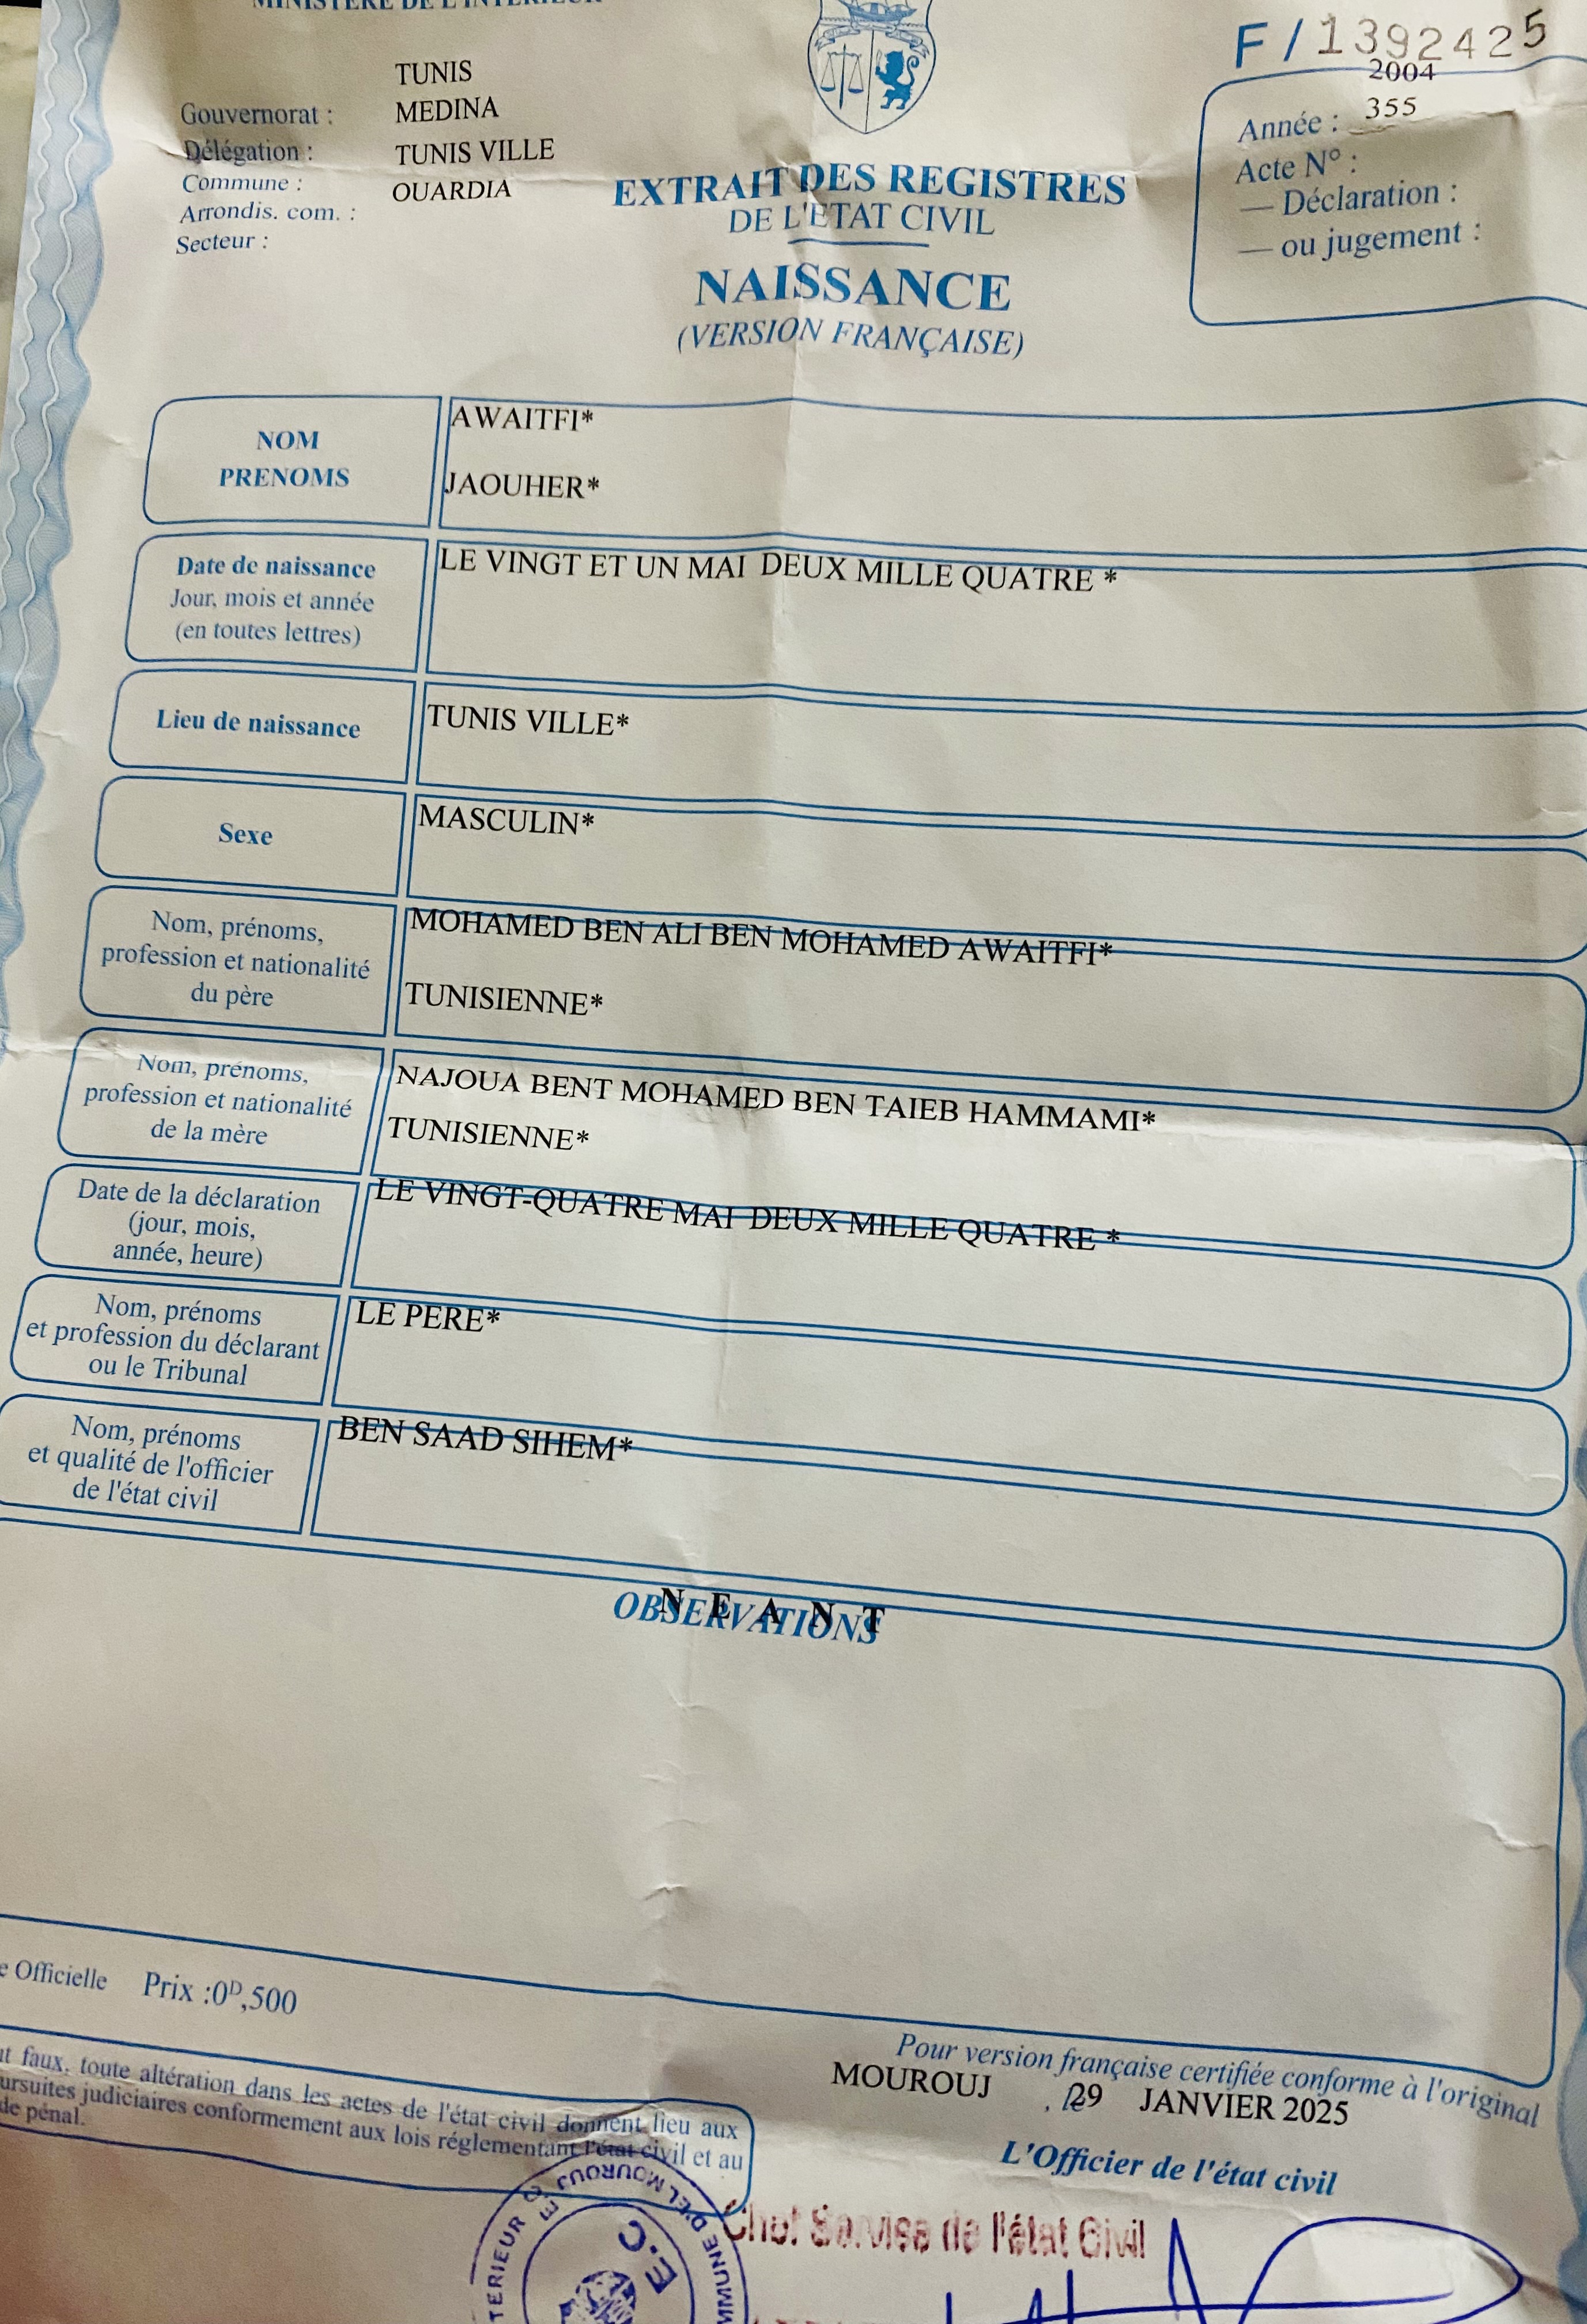 MINISTERE DE L'INTERIEUR
F/1392425
TUNIS
Gouvernorat : MEDINA
Délégation : TUNIS VILLE
Commune : OUARDIA
Arrondis. com. :
Secteur :
2004
Année : 355
Acte N° :
— Déclaration :
— ou jugement :
EXTRAIT DES REGISTRES
DE L'ETAT CIVIL
NAISSANCE
(VERSION FRANÇAISE)
NOM
PRENOMS
AWAITFI*
JAOUHER*
Date de naissance
Jour, mois et année
(en toutes lettres)
LE VINGT ET UN MAI DEUX MILLE QUATRE *
Lieu de naissance
TUNIS VILLE*
Sexe
MASCULIN*
Nom, prénoms,
profession et nationalité
du père
MOHAMED BEN ALI BEN MOHAMED AWAITFI*
TUNISIENNE*
Nom, prénoms,
profession et nationalité
de la mère
NAJOUA BENT MOHAMED BEN TAIEB HAMMAMI*
TUNISIENNE*
Date de la déclaration
(jour, mois,
année, heure)
LE VINGT-QUATRE MAI DEUX MILLE QUATRE *
Nom, prénoms
et profession du déclarant
ou le Tribunal
LE PERE*
Nom, prénoms
et qualité de l'officier
de l'état civil
BEN SAAD SIHEM*
OBSERVATIONS
N E A N T
Officielle Prix :0ᴰ,500
faux, toute altération dans les actes de l'état civil donnent lieu aux
judiciaires conformement aux lois réglementant l'état civil et au
pénal.
Pour version française certifiée conforme à l'original
MOUROUJ 29 JANVIER 2025
L'Officier de l'état civil
Chef Service de l'état Civil
D'EL MOUROUJ
E.C